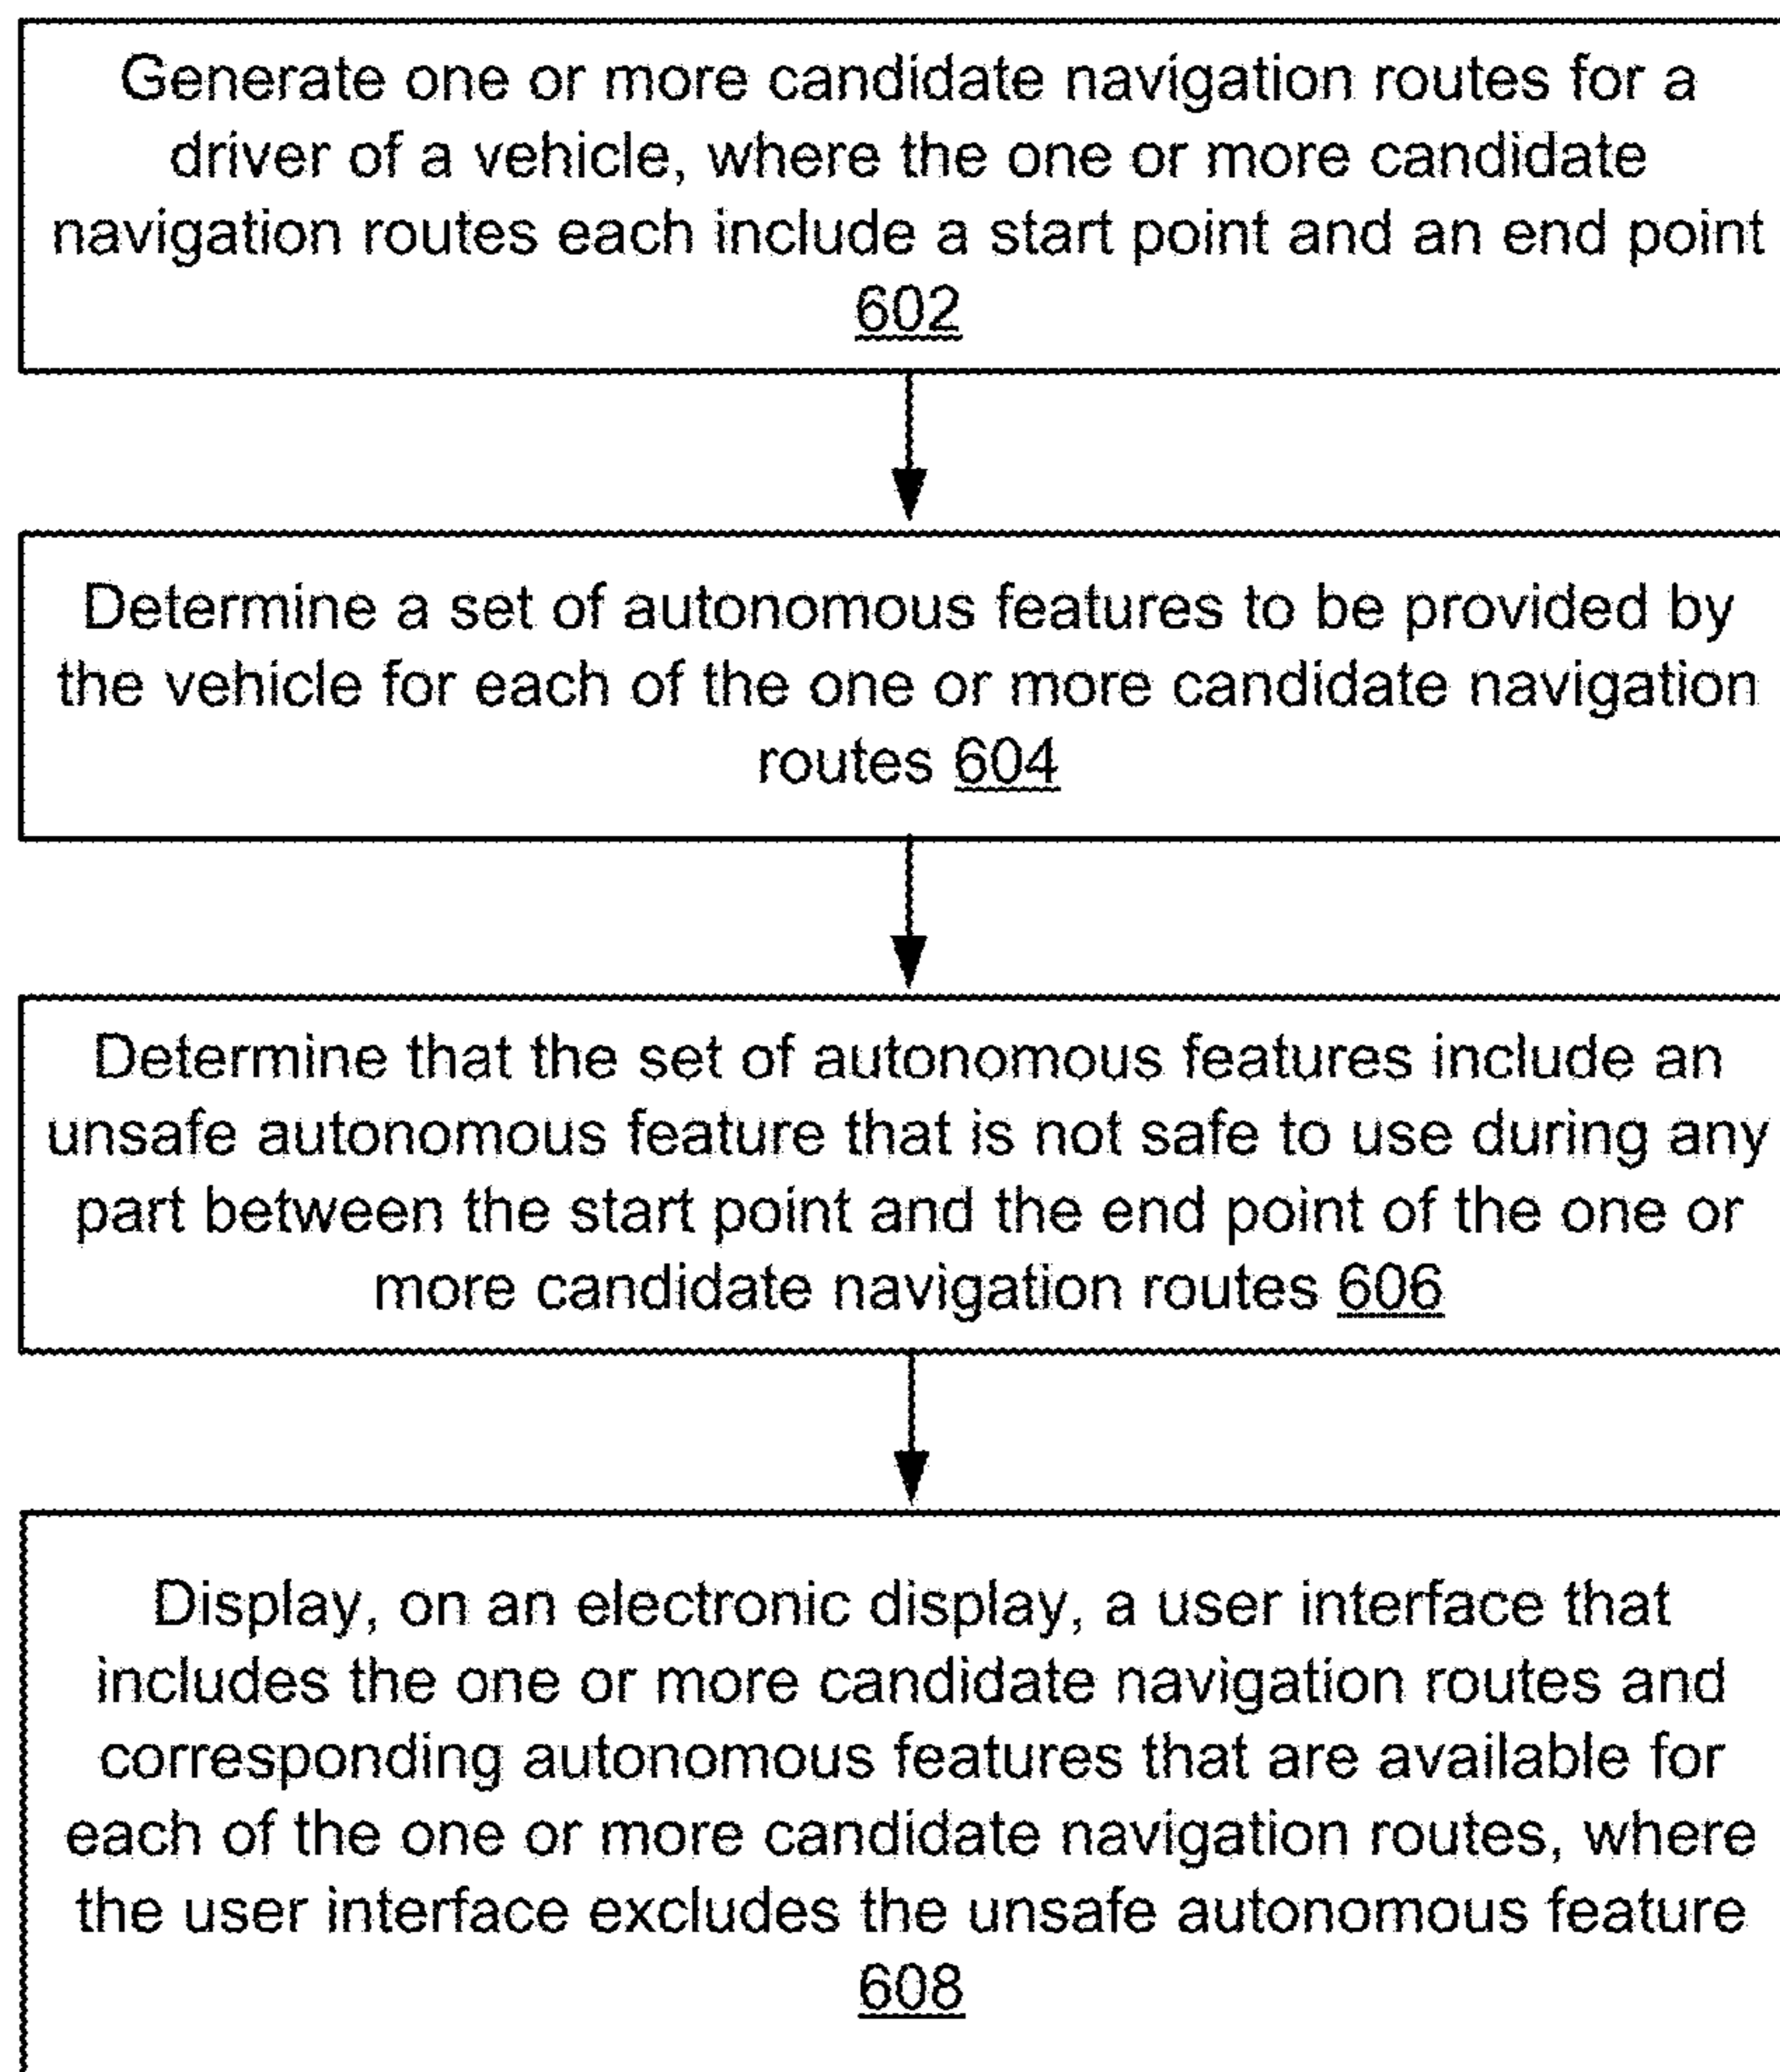 Generate one or more candidate navigation routes for a
driver of a vehicle, where the one or more candidate
navigation routes each include a start point and an end point
602
Determine a set of autonomous features to be provided by
the vehicle for each of the one or more candidate navigation
routes 604
Determine that the set of autonomous features include an
unsafe autonomous feature that is not safe to use during any
part between the start point and the end point of the one or
more candidate navigation routes 606
Display, on an electronic display, a user interface that
includes the one or more candidate navigation routes and
corresponding autonomous features that are available for
each of the one or more candidate navigation routes, where
the user interface excludes the unsafe autonomous feature
608